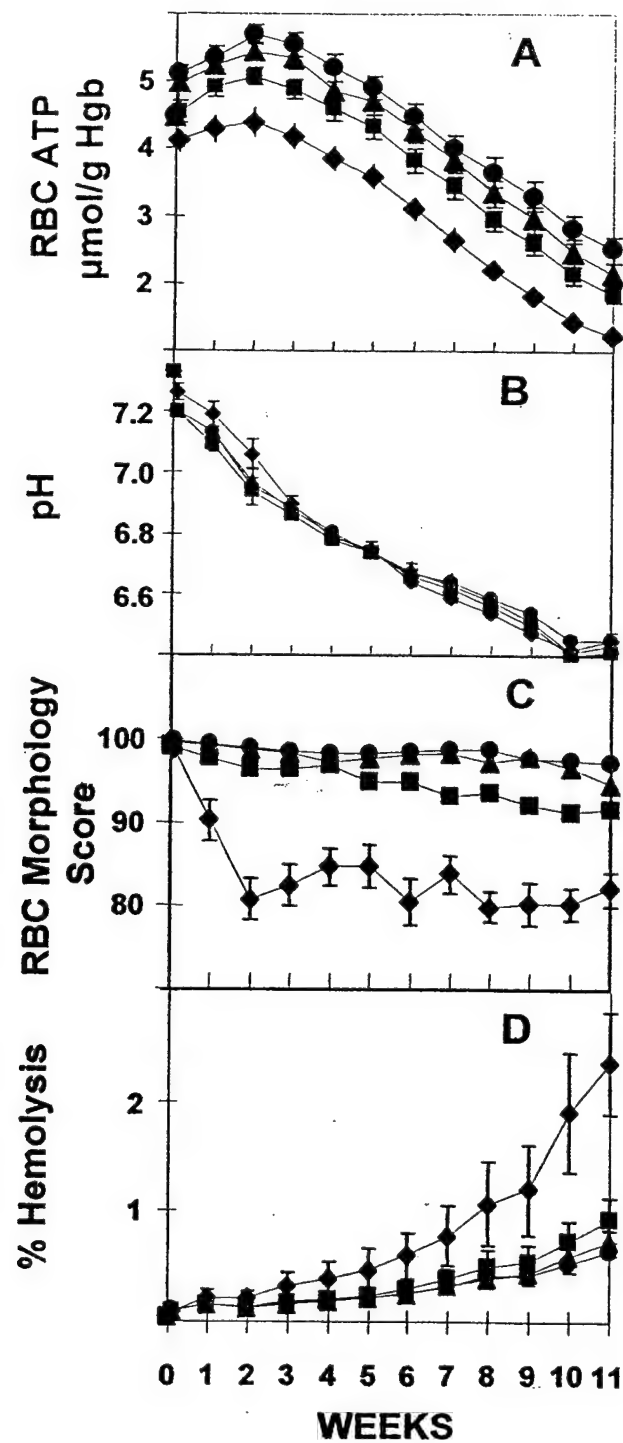 A
RBC ATP
µmol/g Hgb
5
4
3
2
B
pH
7.2
7.0
6.8
6.6
C
RBC Morphology
Score
100
90
80
D
% Hemolysis
2
1
0 1 2 3 4 5 6 7 8 9 10 11
WEEKS